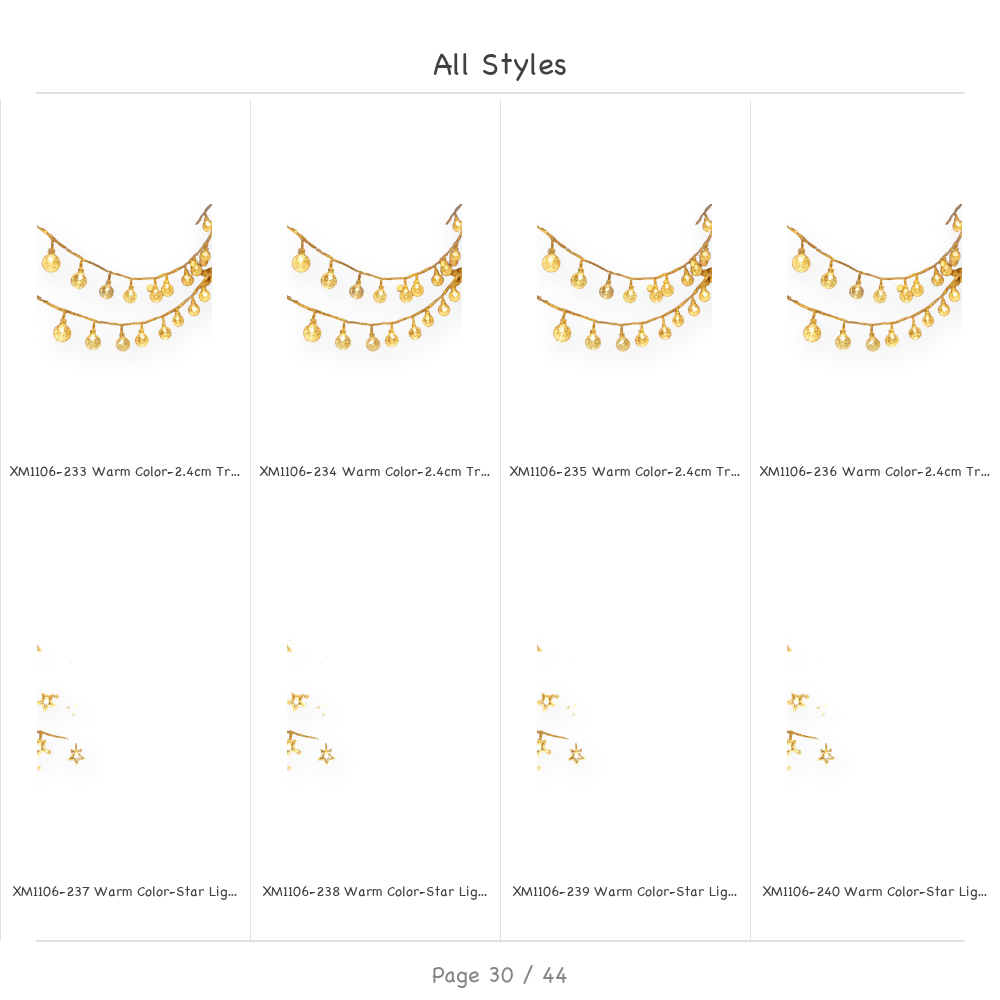 All Styles
XM1106-233 Warm Color-2.4cm Tr...
XM1106-234 Warm Color-2.4cm Tr...
XM1106-235 Warm Color-2.4cm Tr...
XM1106-236 Warm Color-2.4cm Tr...
XM1106-237 Warm Color-Star Lig...
XM1106-238 Warm Color-Star Lig...
XM1106-239 Warm Color-Star Lig...
XM1106-240 Warm Color-Star Lig...
Page 30 / 44